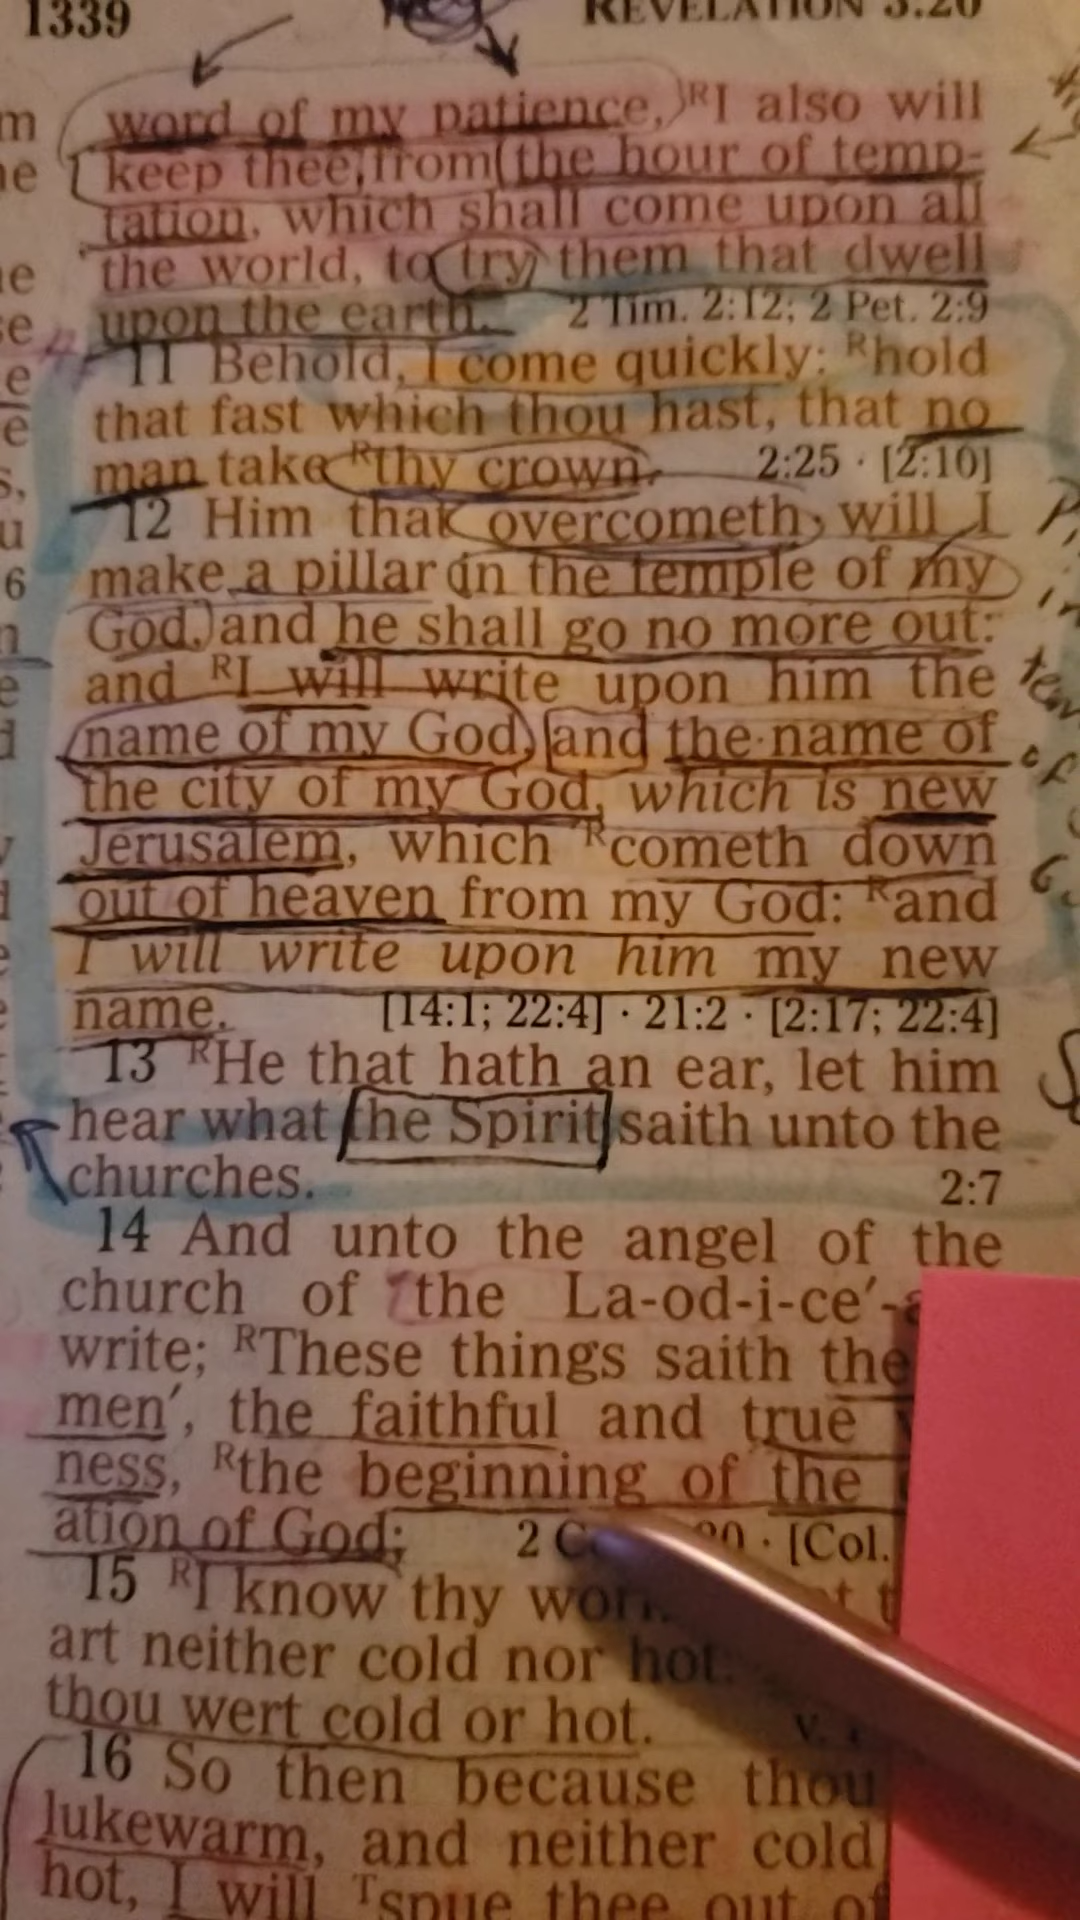 1339 REVELATION 3:20
word of my patience, RI also will
keep thee from the hour of temp-
tation, which shall come upon all
the world, to try them that dwell
upon the earth. 2 Tim. 2:12; 2 Pet. 2:9
11 Behold, I come quickly: Rhold
that fast which thou hast, that no
man take Rthy crown. 2:25 · [2:10]
12 Him that overcometh will I
make a pillar in the temple of my
God, and he shall go no more out:
and RI will write upon him the
name of my God, and the name of
the city of my God, which is new
Jerusalem, which Rcometh down
out of heaven from my God: Rand
I will write upon him my new
name. [14:1; 22:4] · 21:2 · [2:17; 22:4]
13 RHe that hath an ear, let him
hear what the Spirit saith unto the
churches. 2:7
14 And unto the angel of the
church of the La-od-i-ce′-
write; RThese things saith the
men′, the faithful and true
ness, Rthe beginning of the
ation of God; 2 C 20 · [Col.
15 RI know thy
art neither cold nor hot:
thou wert cold or hot.
16 So then because thou
lukewarm, and neither cold
hot, I will Tspue thee out of